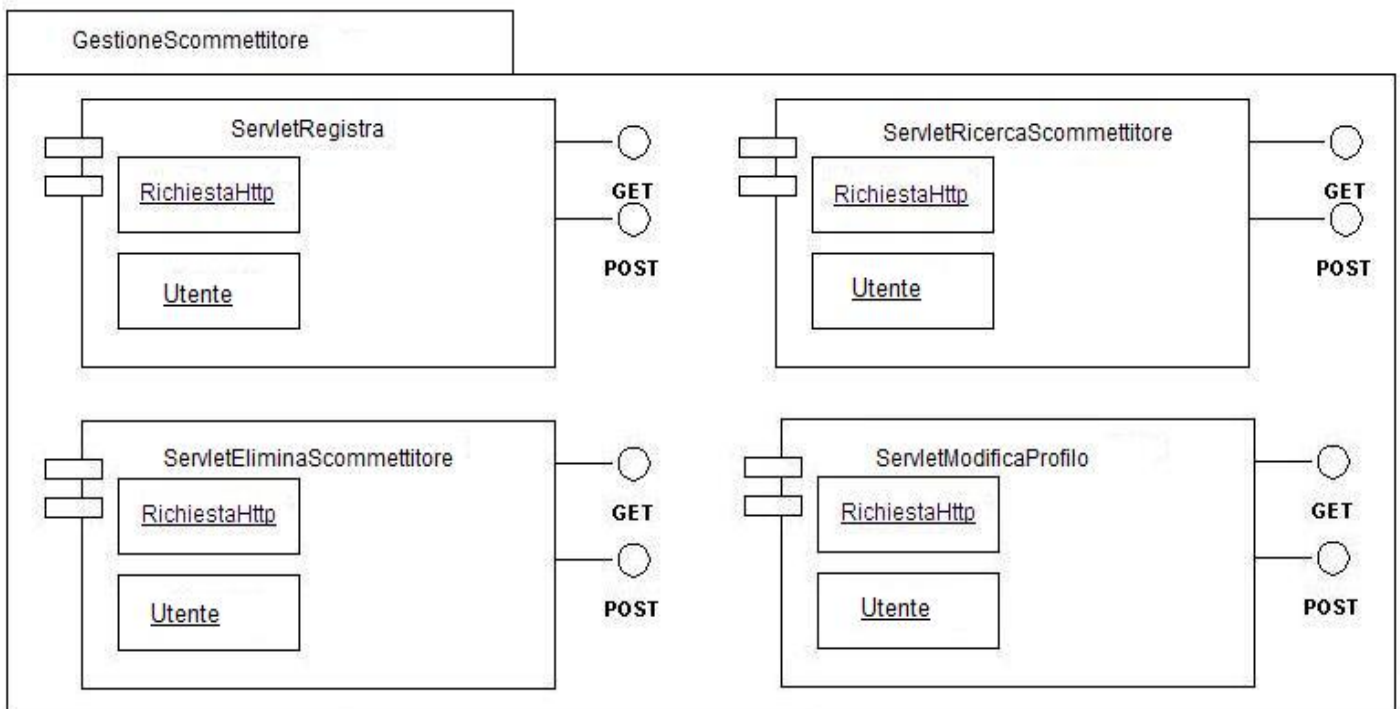 GestioneScommettitore
ServletRegistra
RichiestaHttp
Utente
GET
POST
ServletRicercaScommettitore
RichiestaHttp
Utente
GET
POST
ServletEliminaScommettitore
RichiestaHttp
Utente
GET
POST
ServletModificaProfilo
RichiestaHttp
Utente
GET
POST